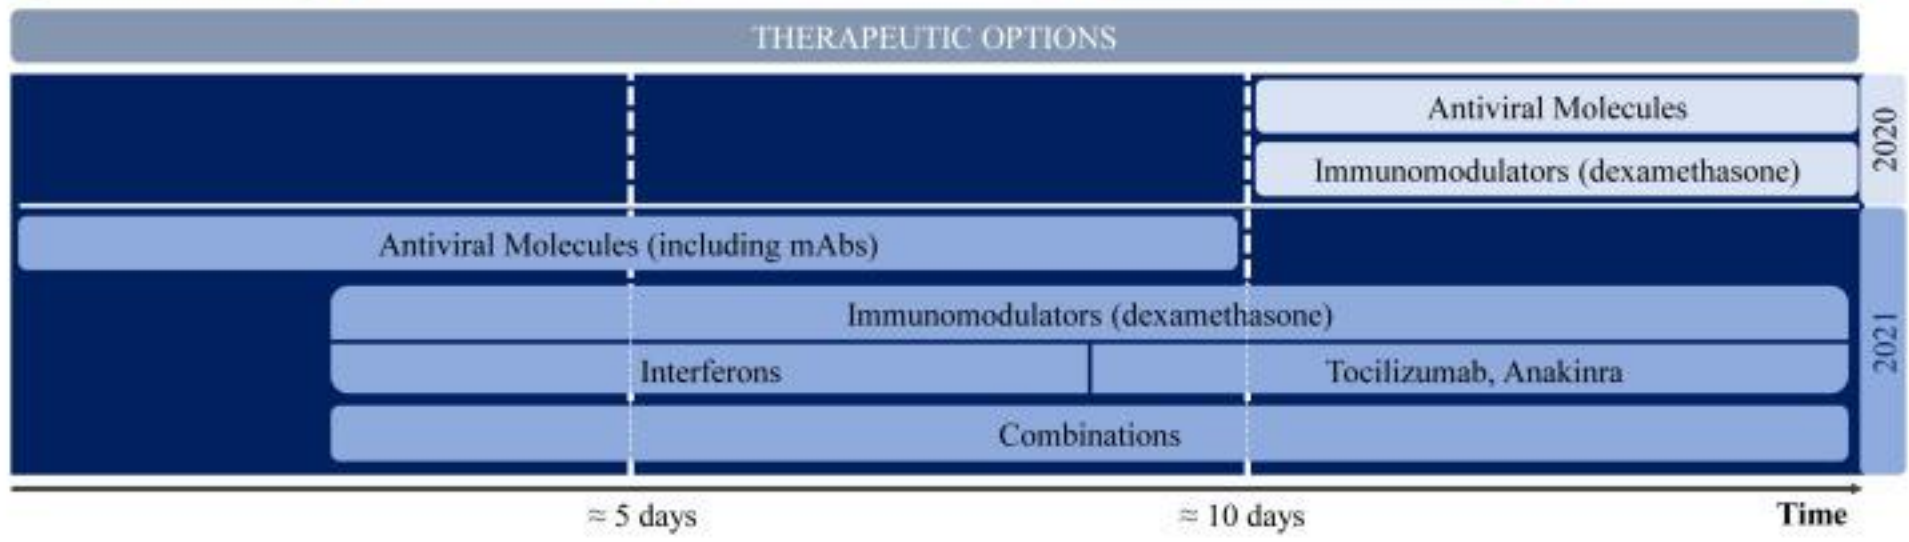 THERAPEUTIC OPTIONS
Antiviral Molecules
Immunomodulators (dexamethasone)
2020
Antiviral Molecules (including mAbs)
Immunomodulators (dexamethasone)
Interferons
Tocilizumab, Anakinra
Combinations
2021
≈ 5 days
≈ 10 days
Time